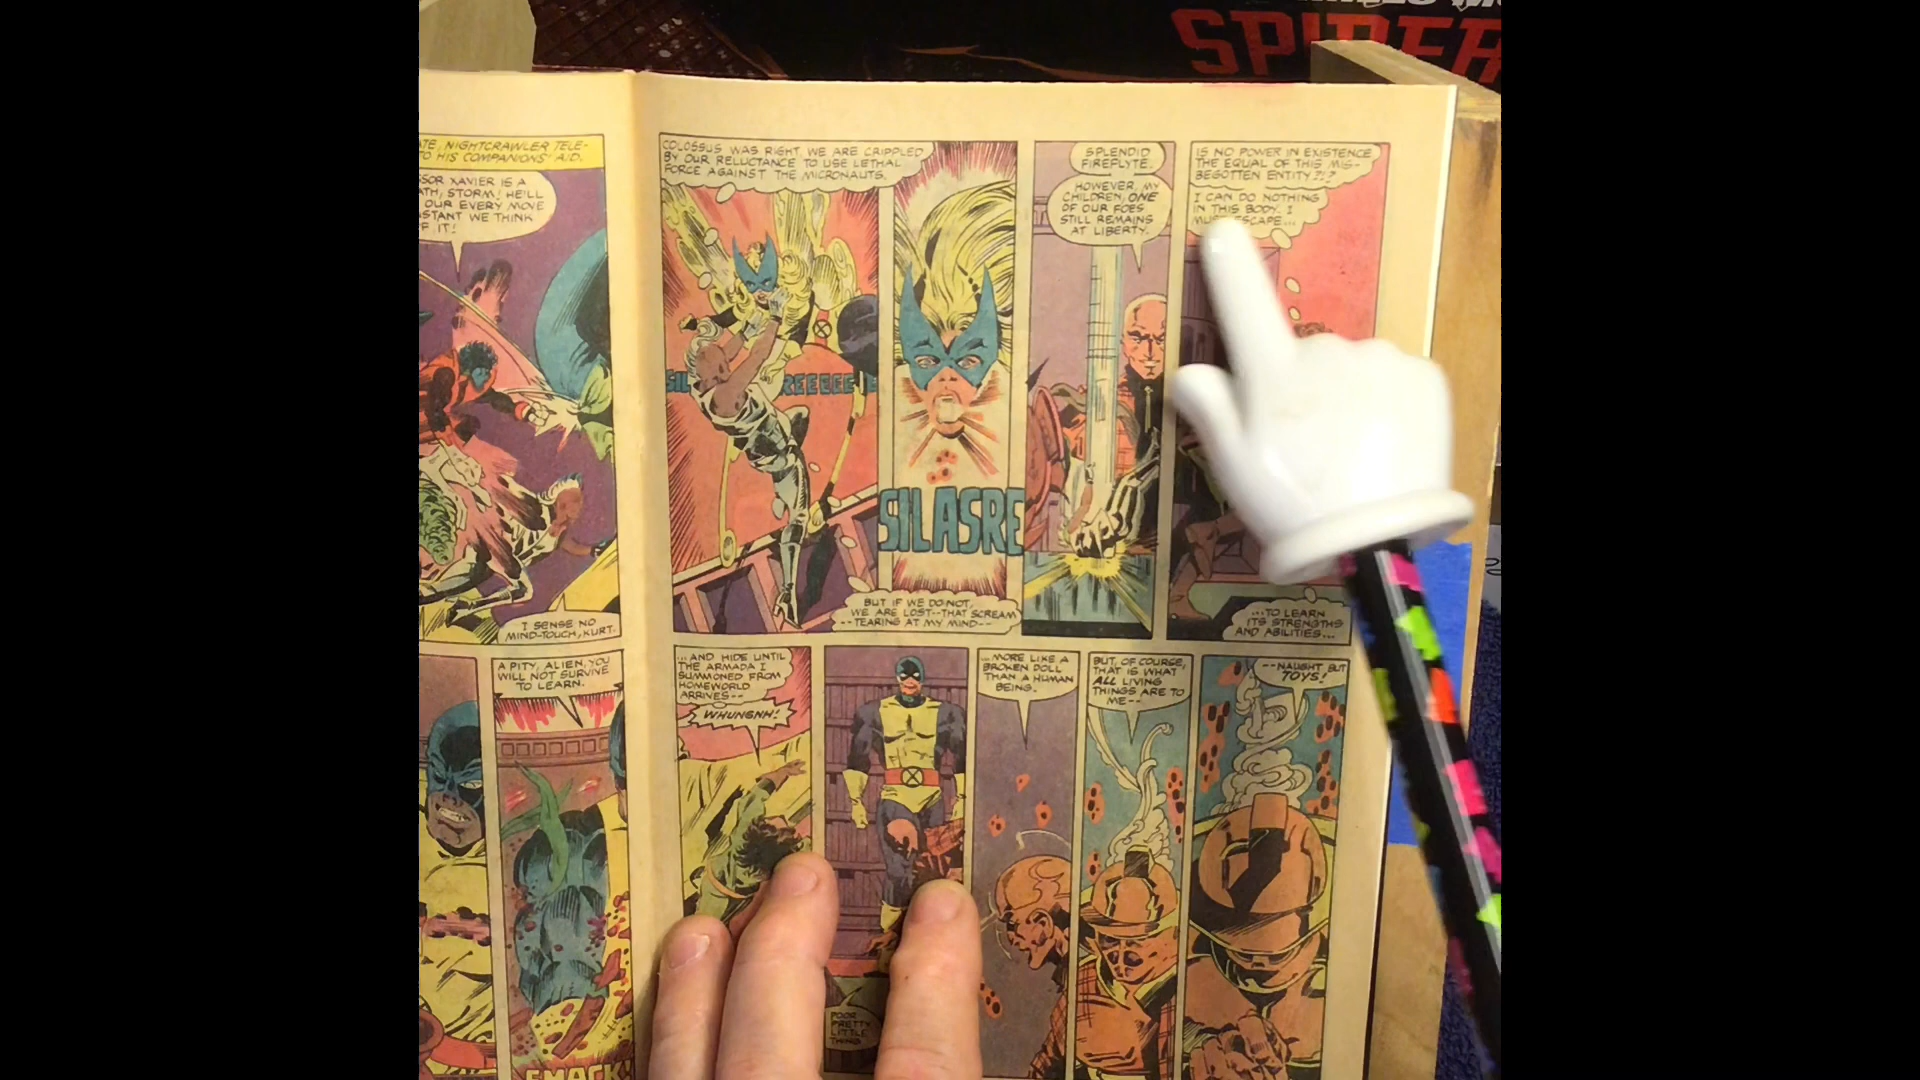 SPIDER
ATE, NIGHTCRAWLER TELE-
TO HIS COMPANIONS' AID.
SOR XAVIER IS A
ATH, STORM! HE'LL
OUR EVERY MOVE
STANT WE THINK
F IT!
I SENSE NO
MIND-TOUCH, KURT.
A PITY, ALIEN, YOU
WILL NOT SURVIVE
TO LEARN.
SMACK!
COLOSSUS WAS RIGHT. WE ARE CRIPPLED
BY OUR RELUCTANCE TO USE LETHAL
FORCE AGAINST THE MICRONAUTS.
SIL
REEEEE
SILASRE
BUT IF WE DO NOT,
WE ARE LOST--THAT SCREAM
--TEARING AT MY MIND--
SPLENDID
FIREFLYTE.
HOWEVER, MY
CHILDREN, ONE
OF OUR FOES
STILL REMAINS
AT LIBERTY.
IS NO POWER IN EXISTENCE
THE EQUAL OF THIS MIS-
BEGOTTEN ENTITY?!?
I CAN DO NOTHING
IN THIS BODY. I
MUST ESCAPE...
...TO LEARN
ITS STRENGTHS
AND ABILITIES...
...AND HIDE UNTIL
THE ARMADA I
SUMMONED FROM
HOMEWORLD
ARRIVES--
WHUNGNH!
POOR
PRETTY
LITTLE
THING
...MORE LIKE A
BROKEN DOLL
THAN A HUMAN
BEING.
BUT, OF COURSE,
THAT IS WHAT
ALL LIVING
THINGS ARE TO
ME--
--NAUGHT BUT
TOYS!